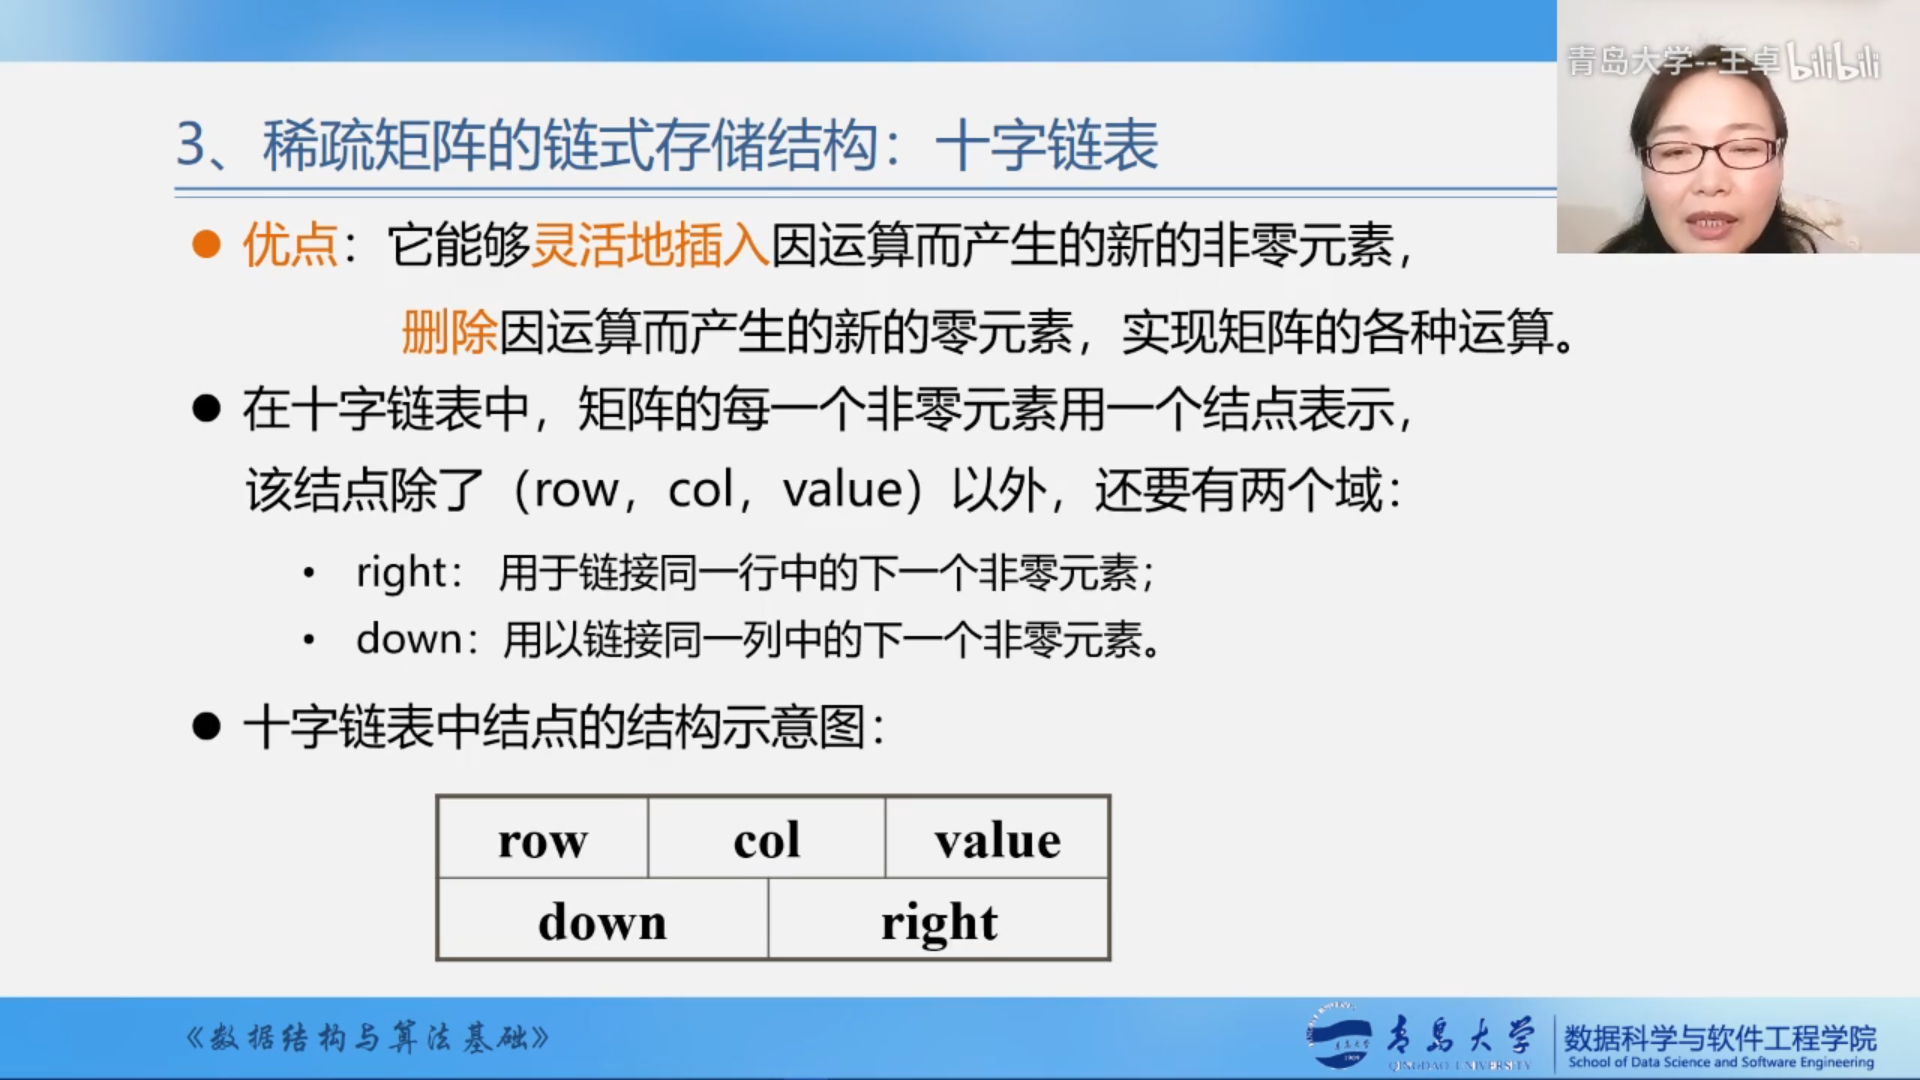 青岛大学--王卓 bilibili
3、稀疏矩阵的链式存储结构：十字链表
优点：它能够灵活地插入因运算而产生的新的非零元素，
删除因运算而产生的新的零元素，实现矩阵的各种运算。
在十字链表中，矩阵的每一个非零元素用一个结点表示，
该结点除了（row，col，value）以外，还要有两个域：
• right： 用于链接同一行中的下一个非零元素；
• down：用以链接同一列中的下一个非零元素。
十字链表中结点的结构示意图：
row col value
down right
《数据结构与算法基础》
青岛大学
QINGDAO UNIVERSITY
数据科学与软件工程学院
School of Data Science and Software Engineering